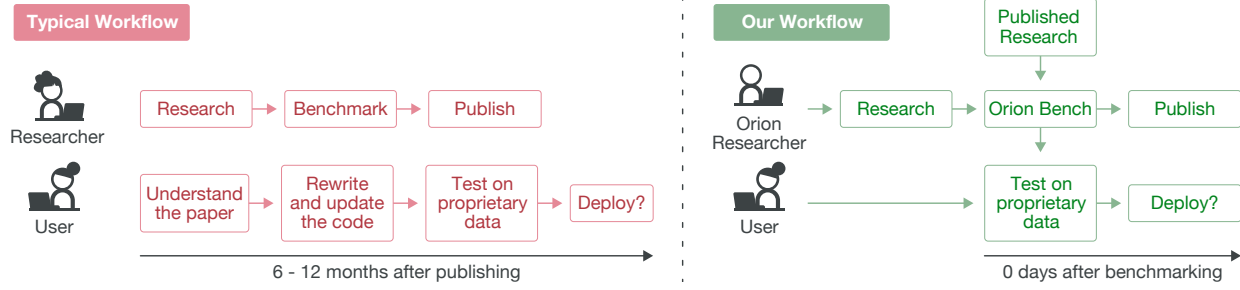 Typical Workflow
Researcher
Research
Benchmark
Publish
User
Understand
the paper
Rewrite
and update
the code
Test on
proprietary
data
Deploy?
6 - 12 months after publishing
Our Workflow
Published
Research
Orion
Researcher
Research
Orion Bench
Publish
User
Test on
proprietary
data
Deploy?
0 days after benchmarking